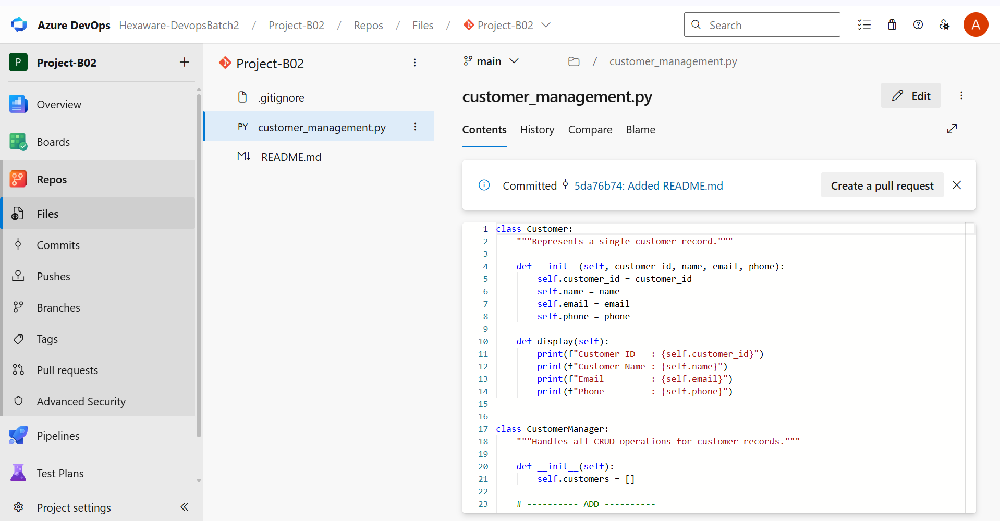 Azure DevOps Hexaware-DevopsBatch2 / Project-B02 / Repos / Files / Project-B02 Search A
P Project-B02 +
Overview
Boards
Repos
Files
Commits
Pushes
Branches
Tags
Pull requests
Advanced Security
Pipelines
Test Plans
Project settings
Project-B02
.gitignore
PY customer_management.py
M↓ README.md
main / customer_management.py
customer_management.py Edit
Contents History Compare Blame
Committed 5da76b74: Added README.md Create a pull request
1 class Customer:
2     """Represents a single customer record."""
3
4     def __init__(self, customer_id, name, email, phone):
5         self.customer_id = customer_id
6         self.name = name
7         self.email = email
8         self.phone = phone
9
10     def display(self):
11         print(f"Customer ID   : {self.customer_id}")
12         print(f"Customer Name : {self.name}")
13         print(f"Email         : {self.email}")
14         print(f"Phone         : {self.phone}")
15
16
17 class CustomerManager:
18     """Handles all CRUD operations for customer records."""
19
20     def __init__(self):
21         self.customers = []
22
23     # ---------- ADD ----------